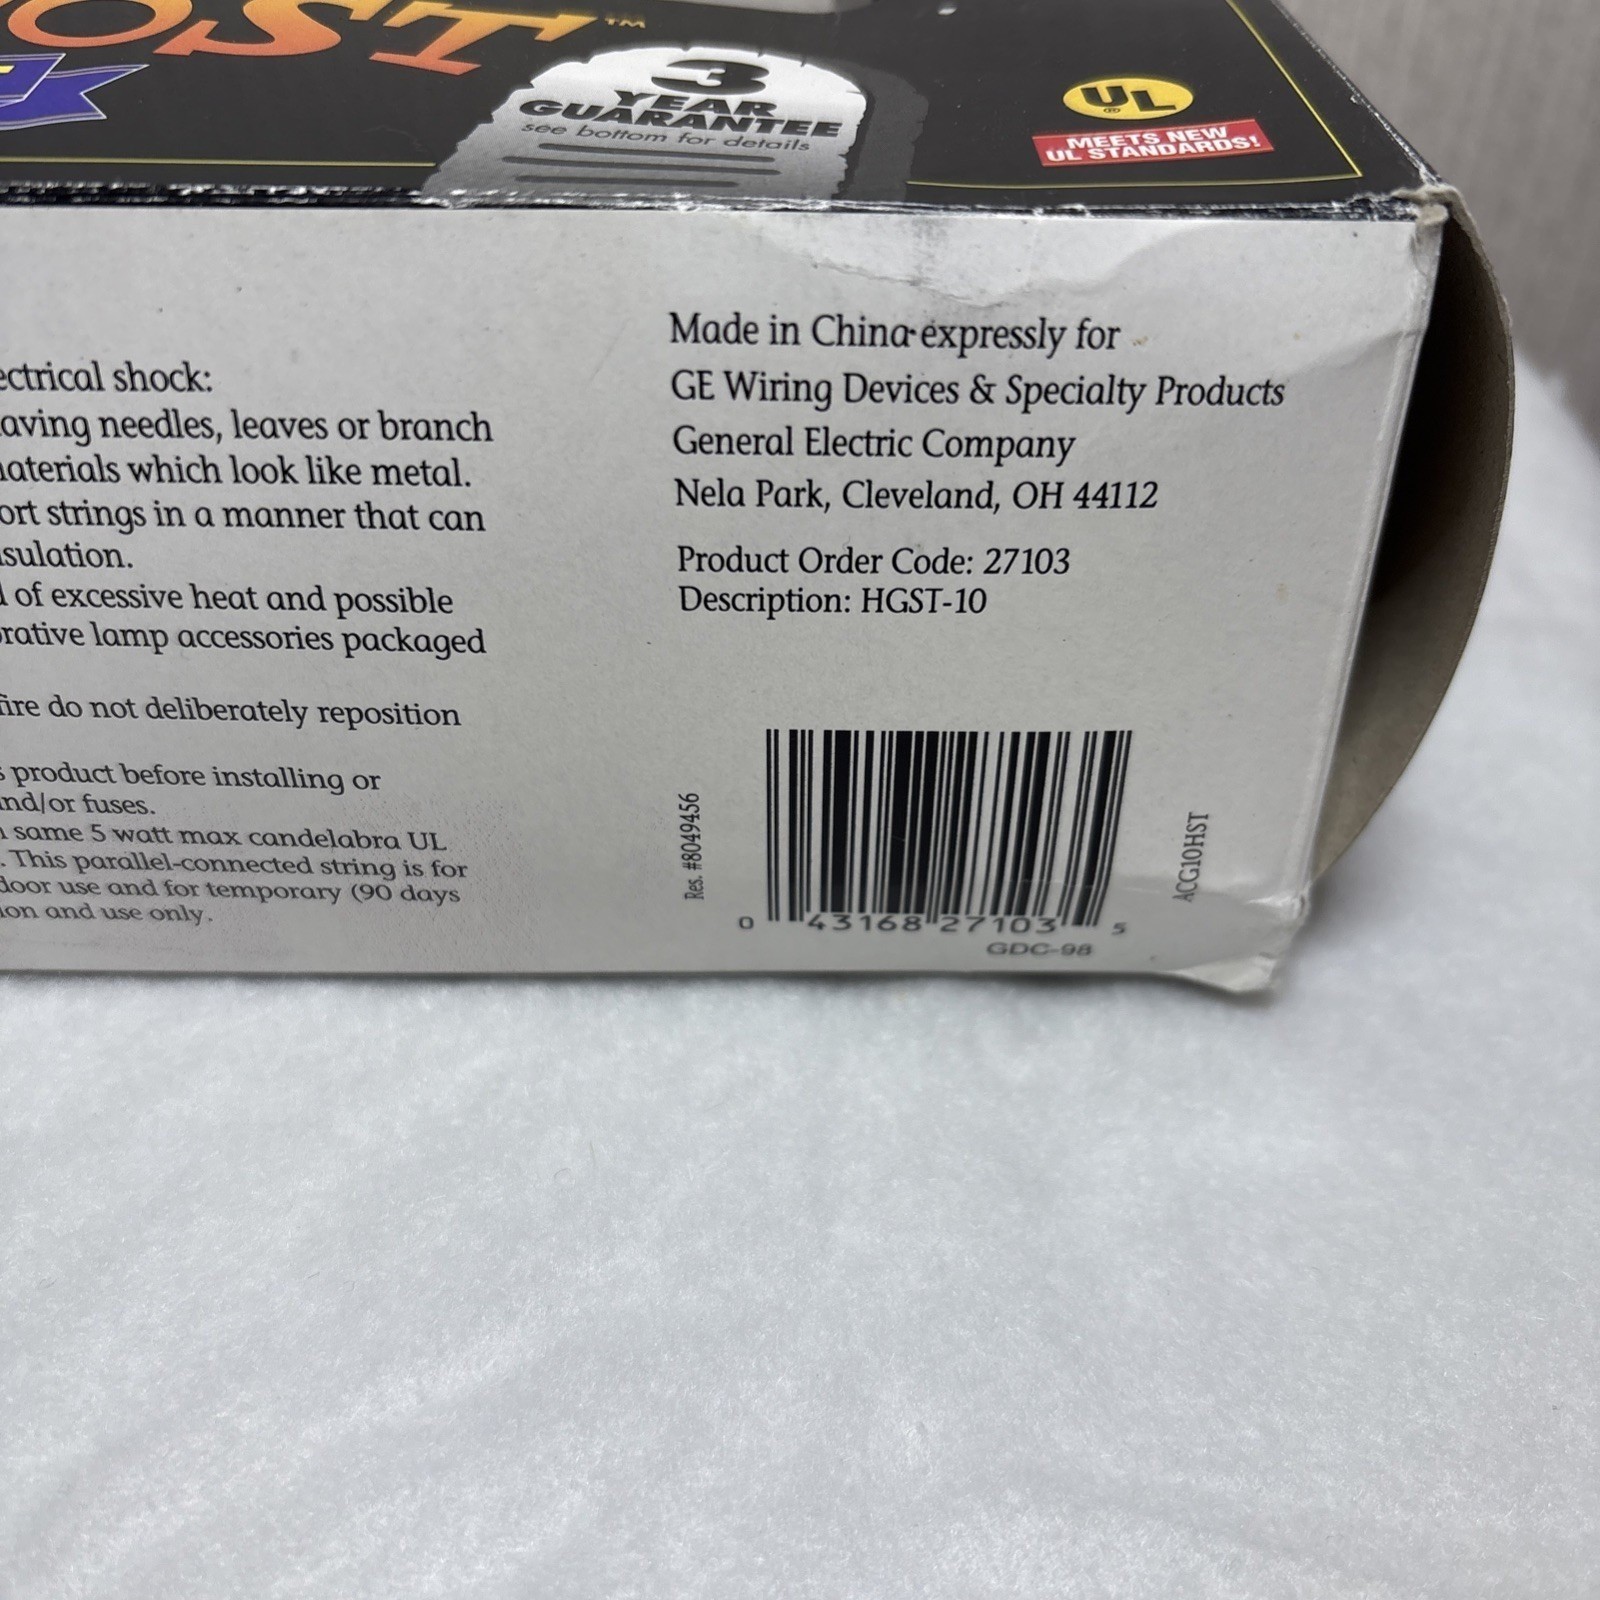 OST™
3
YEAR
GUARANTEE
see bottom for details
UL
®
MEETS NEW
UL STANDARDS!
ectrical shock:
aving needles, leaves or branch
aterials which look like metal.
ort strings in a manner that can
sulation.
of excessive heat and possible
rative lamp accessories packaged
fire do not deliberately reposition
s product before installing or
and/or fuses.
same 5 watt max candelabra UL
. This parallel-connected string is for
door use and for temporary (90 days
ion and use only.
Made in China expressly for
GE Wiring Devices & Specialty Products
General Electric Company
Nela Park, Cleveland, OH 44112
Product Order Code: 27103
Description: HGST-10
Res. #8049456
0 43168 27103 5
GDC-98
ACG10HST